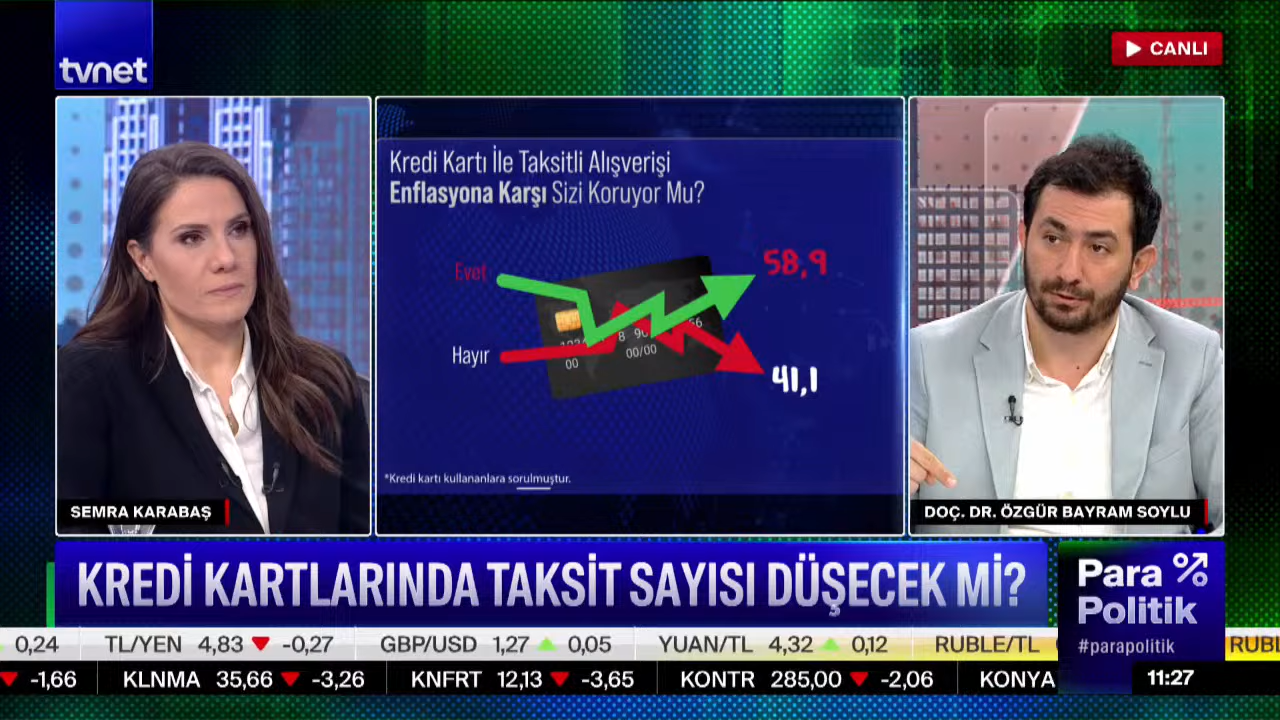 tvnet
CANLI
Kredi Kartı İle Taksitli Alışverişi
Enflasyona Karşı Sizi Koruyor Mu?
Evet
58,9
Hayır
41,1
00
00/00
*Kredi kartı kullananlara sorulmuştur.
SEMRA KARABAŞ
DOÇ. DR. ÖZGÜR BAYRAM SOYLU
KREDİ KARTLARINDA TAKSİT SAYISI DÜŞECEK Mİ?
Para
Politik
#parapolitik
0,24 TL/YEN 4,83 -0,27 GBP/USD 1,27 0,05 YUAN/TL 4,32 0,12 RUBLE/TL RUBL
-1,66 KLNMA 35,66 -3,26 KNFRT 12,13 -3,65 KONTR 285,00 -2,06 KONYA
11:27